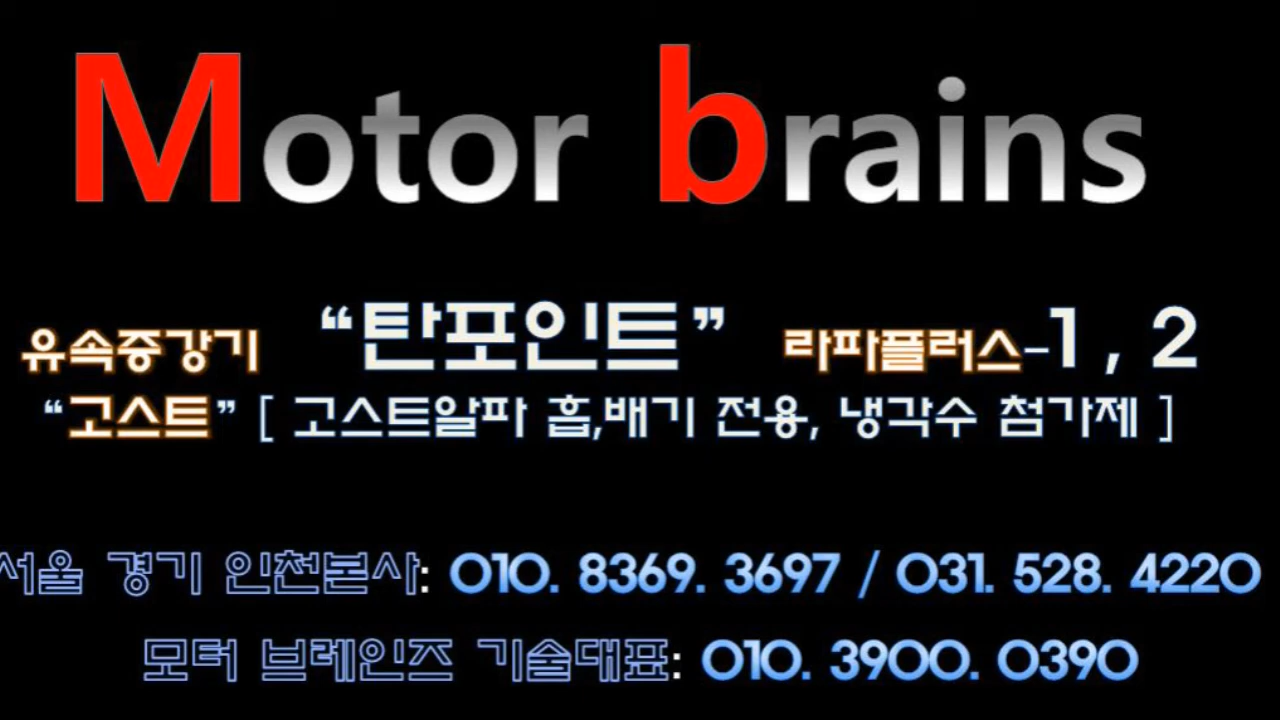 Motor brains
유속증강기 “탄포인트” 라파플러스-1 , 2
“고스트” [ 고스트알파 흡,배기 전용, 냉각수 첨가제 ]
서울 경기 인천본사: 010. 8369. 3697 / 031. 528. 4220
모터 브레인즈 기술대표: 010. 3900. 0390